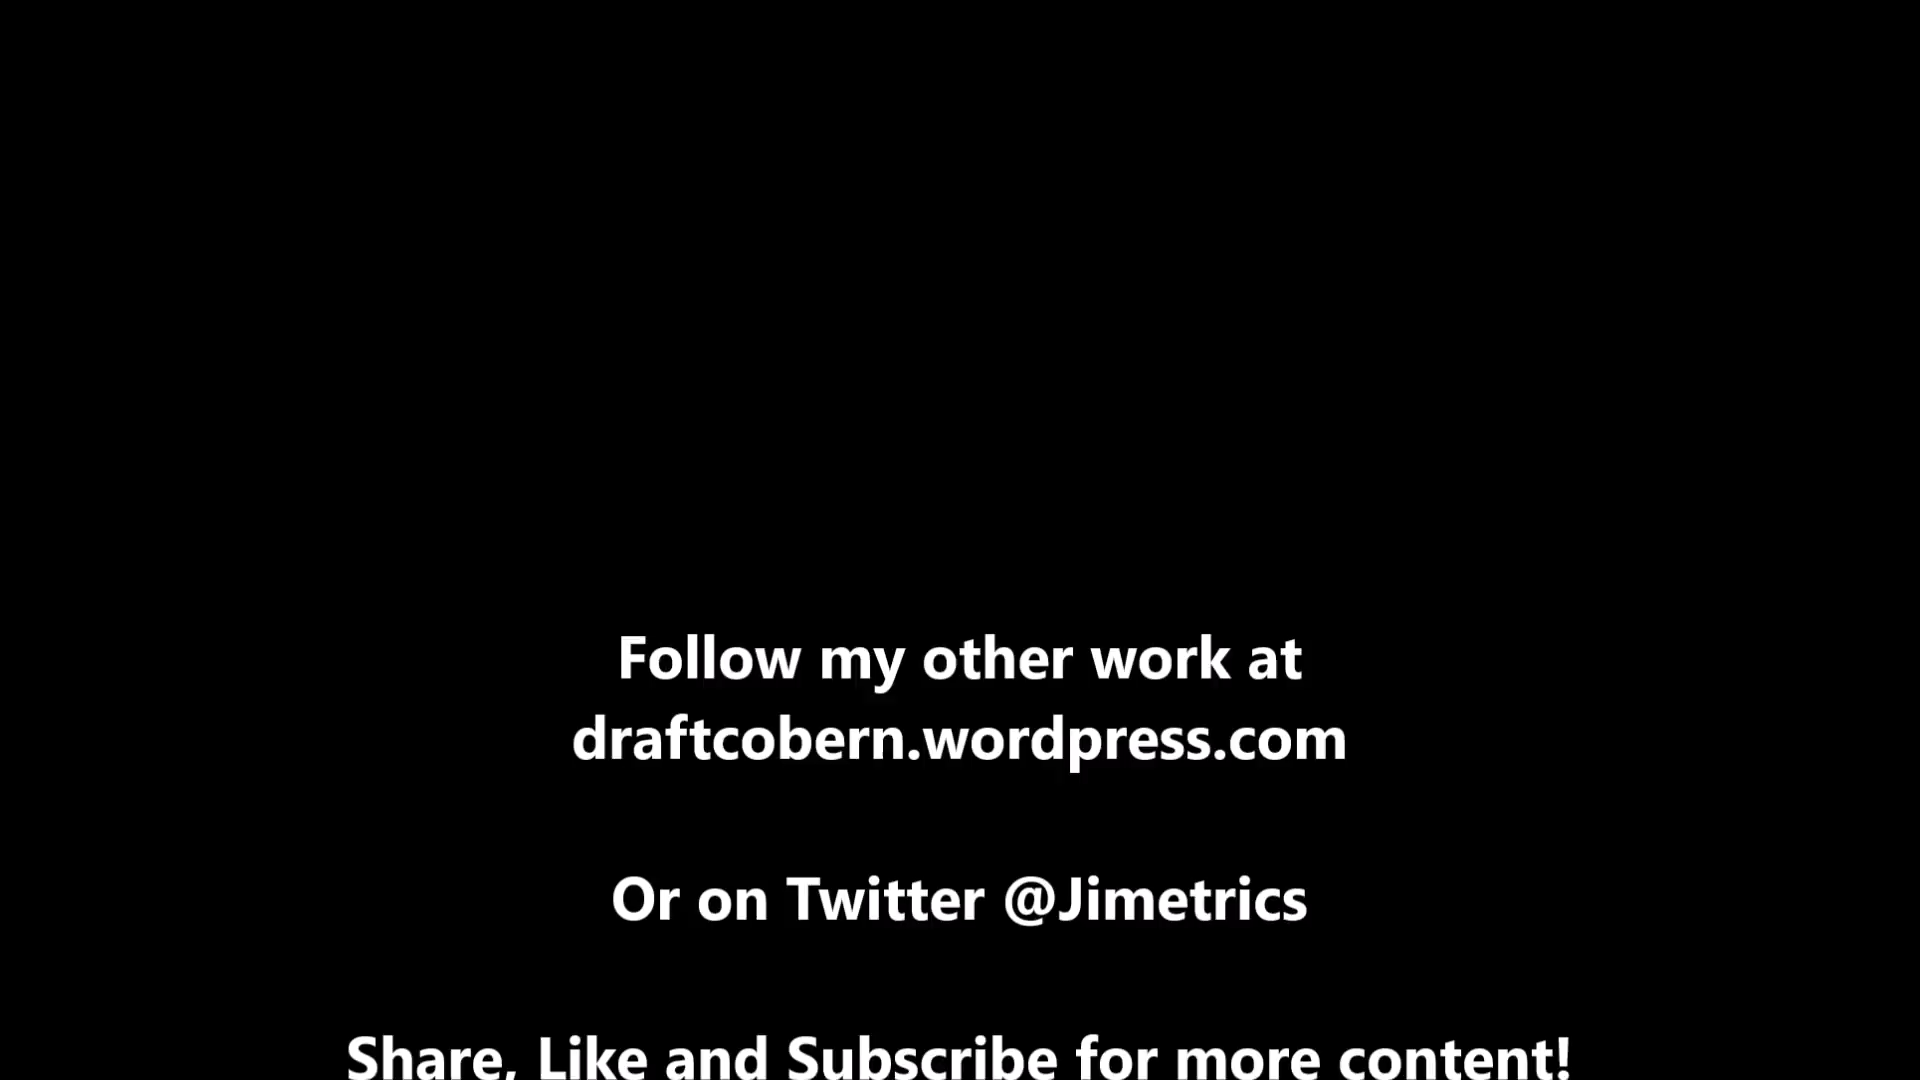 Follow my other work at
draftcobern.wordpress.com
Or on Twitter @Jimetrics
Share, Like and Subscribe for more content!